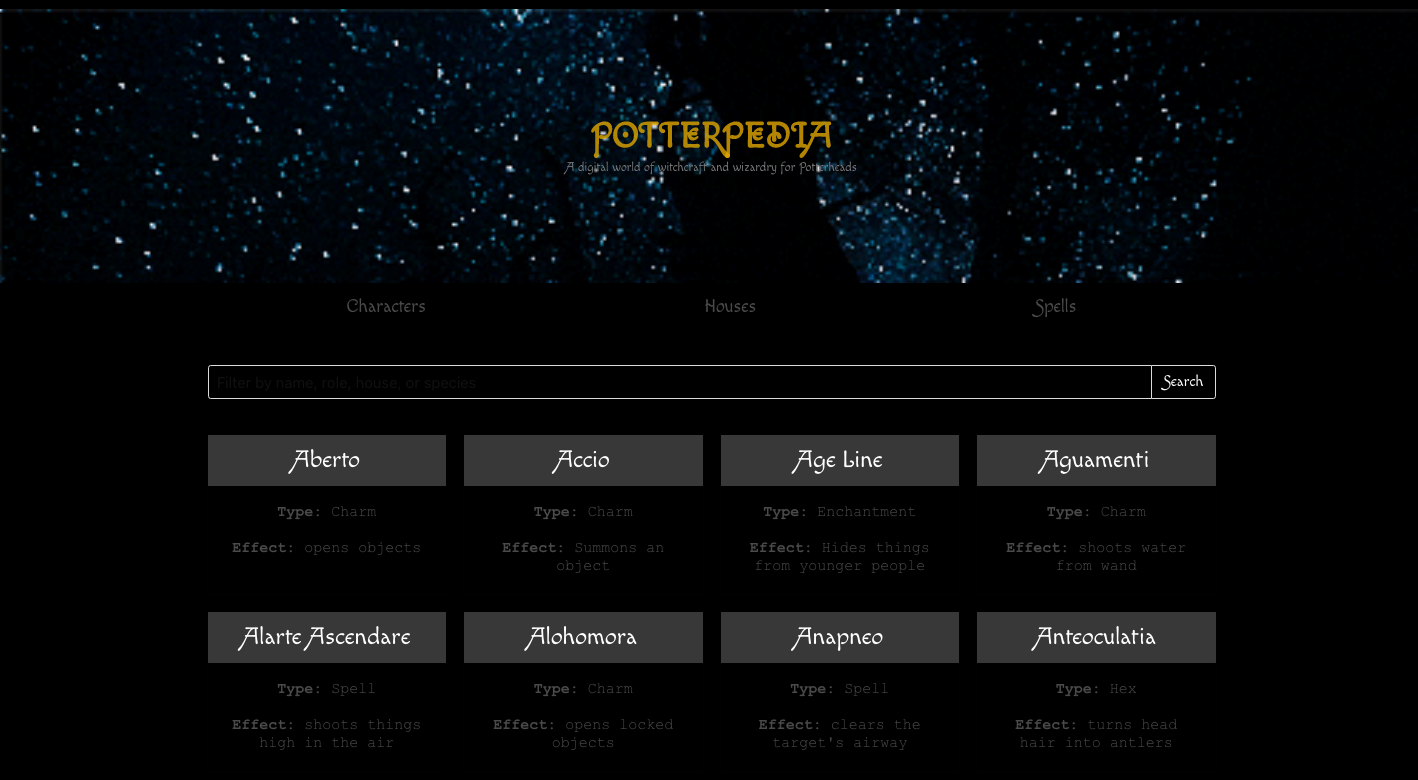 POTTERPEDIA
A digital world of witchcraft and wizardry for Potterheads
Characters Houses Spells
Filter by name, role, house, or species
Search
Aberto
Type: Charm
Effect: opens objects
Accio
Type: Charm
Effect: Summons an
object
Age Line
Type: Enchantment
Effect: Hides things
from younger people
Aguamenti
Type: Charm
Effect: shoots water
from wand
Alarte Ascendare
Type: Spell
Effect: shoots things
high in the air
Alohomora
Type: Charm
Effect: opens locked
objects
Anapneo
Type: Spell
Effect: clears the
target's airway
Anteoculatia
Type: Hex
Effect: turns head
hair into antlers